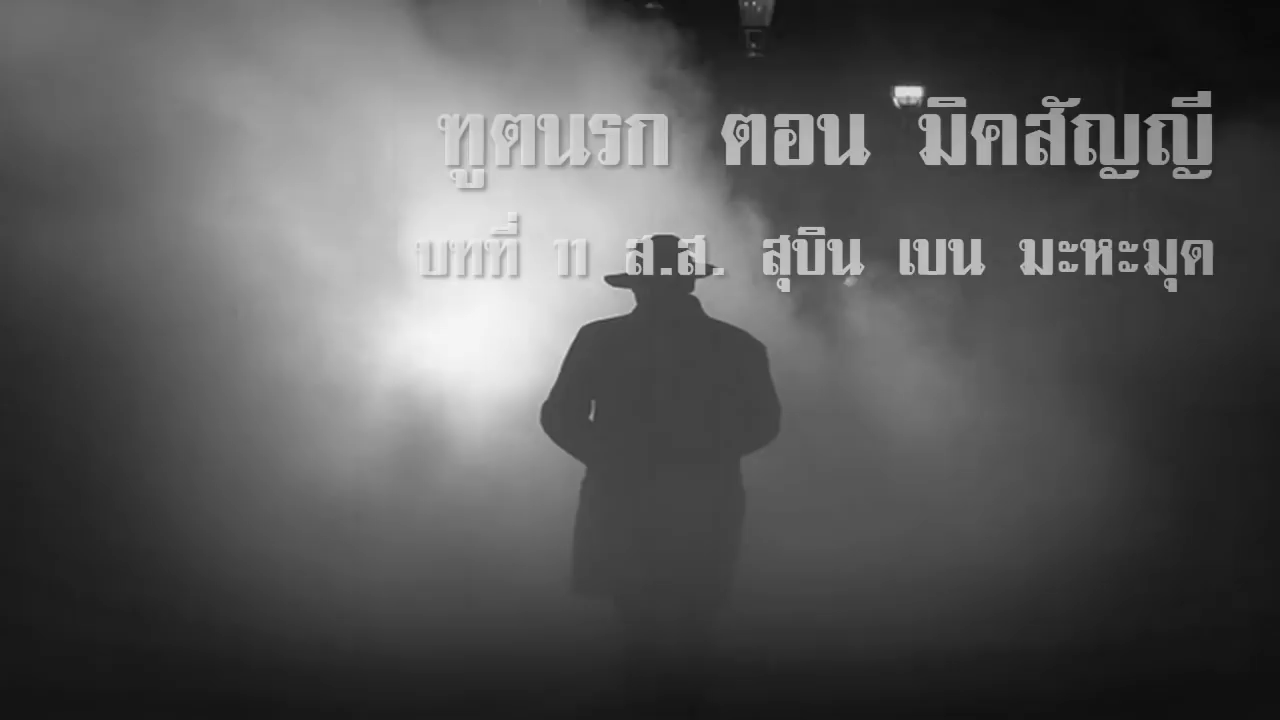 ฑูตนรก ตอน มิคสัญญี
บทที่ 11 ส.ส. สุบิน เบน มะหะมุด